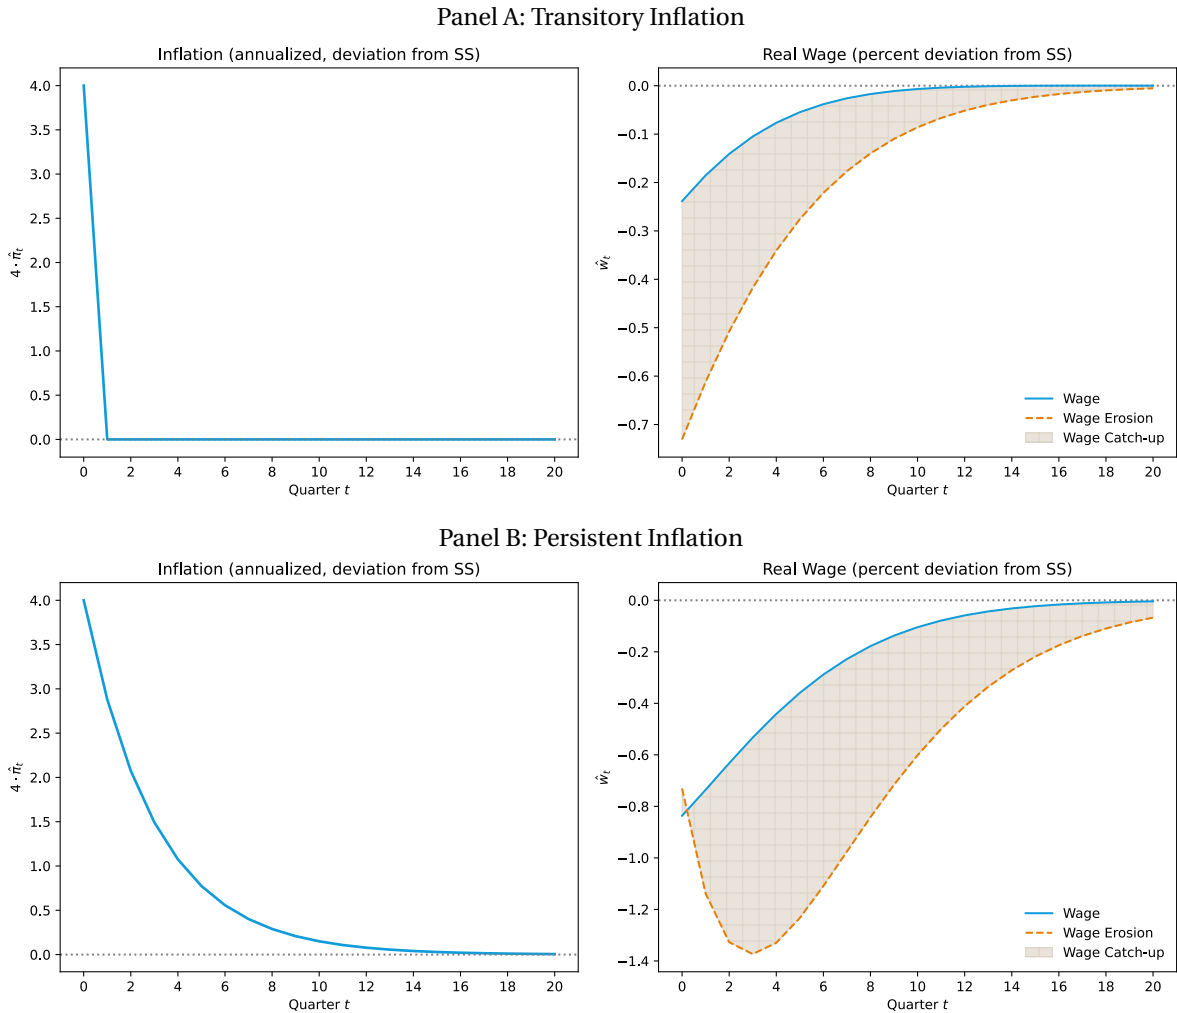 Panel A: Transitory Inflation
Inflation (annualized, deviation from SS)
4.0
3.5
3.0
2.5
2.0
1.5
1.0
0.5
0.0
4 · π̂t
0 2 4 6 8 10 12 14 16 18 20
Quarter t
Real Wage (percent deviation from SS)
0.0
−0.1
−0.2
−0.3
−0.4
−0.5
−0.6
−0.7
ŵt
Wage
Wage Erosion
Wage Catch-up
0 2 4 6 8 10 12 14 16 18 20
Quarter t
Panel B: Persistent Inflation
Inflation (annualized, deviation from SS)
4.0
3.5
3.0
2.5
2.0
1.5
1.0
0.5
0.0
4 · π̂t
0 2 4 6 8 10 12 14 16 18 20
Quarter t
Real Wage (percent deviation from SS)
0.0
−0.2
−0.4
−0.6
−0.8
−1.0
−1.2
−1.4
ŵt
Wage
Wage Erosion
Wage Catch-up
0 2 4 6 8 10 12 14 16 18 20
Quarter t